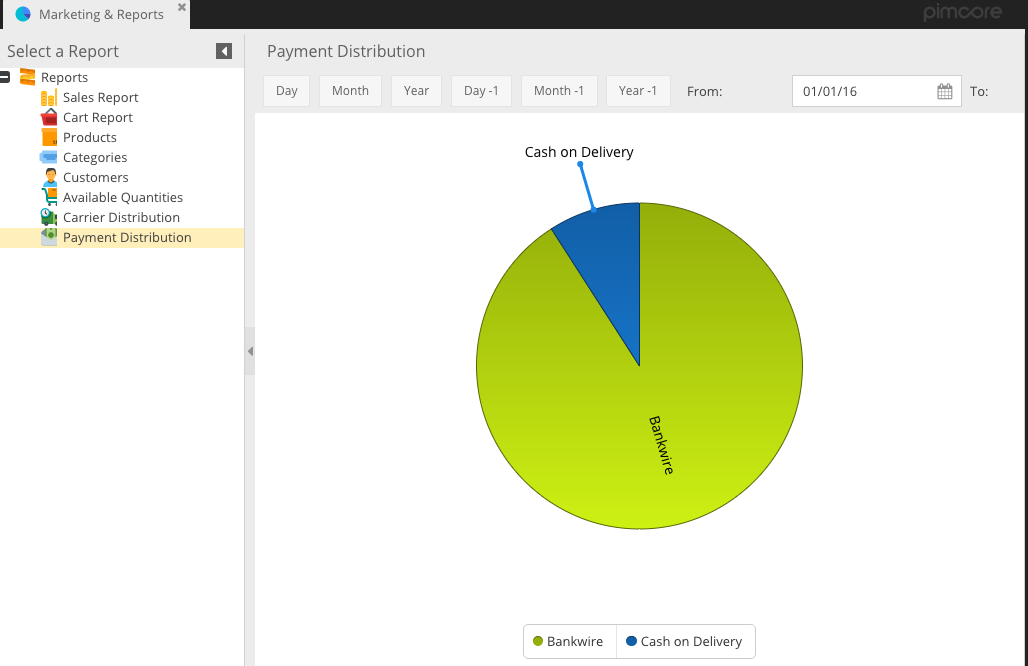 Marketing & Reports
pimcore
Select a Report
Reports
Sales Report
Cart Report
Products
Categories
Customers
Available Quantities
Carrier Distribution
Payment Distribution
Payment Distribution
Day Month Year Day -1 Month -1 Year -1 From: 01/01/16 To:
Cash on Delivery
Bankwire
Bankwire Cash on Delivery